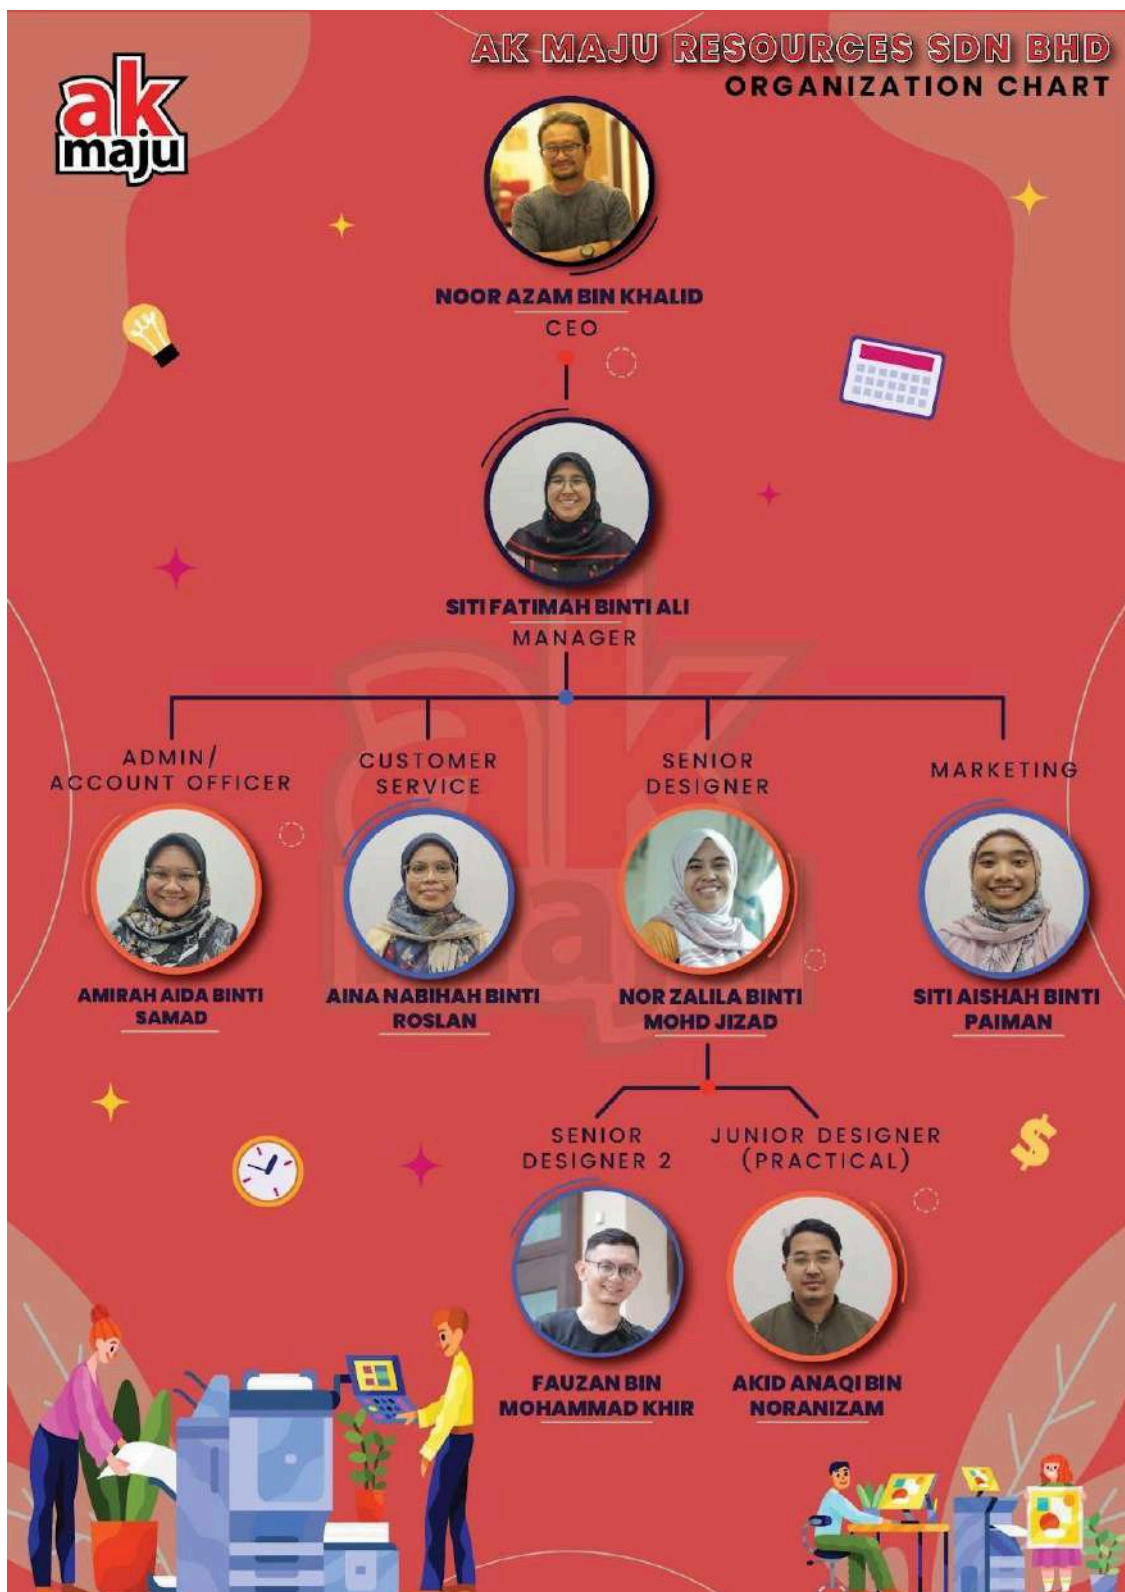 ak
maju
AK MAJU RESOURCES SDN BHD
ORGANIZATION CHART
NOOR AZAM BIN KHALID
CEO
SITI FATIMAH BINTI ALI
MANAGER
ADMIN/
ACCOUNT OFFICER
AMIRAH AIDA BINTI
SAMAD
CUSTOMER
SERVICE
AINA NABIHAH BINTI
ROSLAN
SENIOR
DESIGNER
NOR ZALILA BINTI
MOHD JIZAD
MARKETING
SITI AISHAH BINTI
PAIMAN
SENIOR
DESIGNER 2
FAUZAN BIN
MOHAMMAD KHIR
JUNIOR DESIGNER
(PRACTICAL)
AKID ANAQI BIN
NORANIZAM
ak
maju